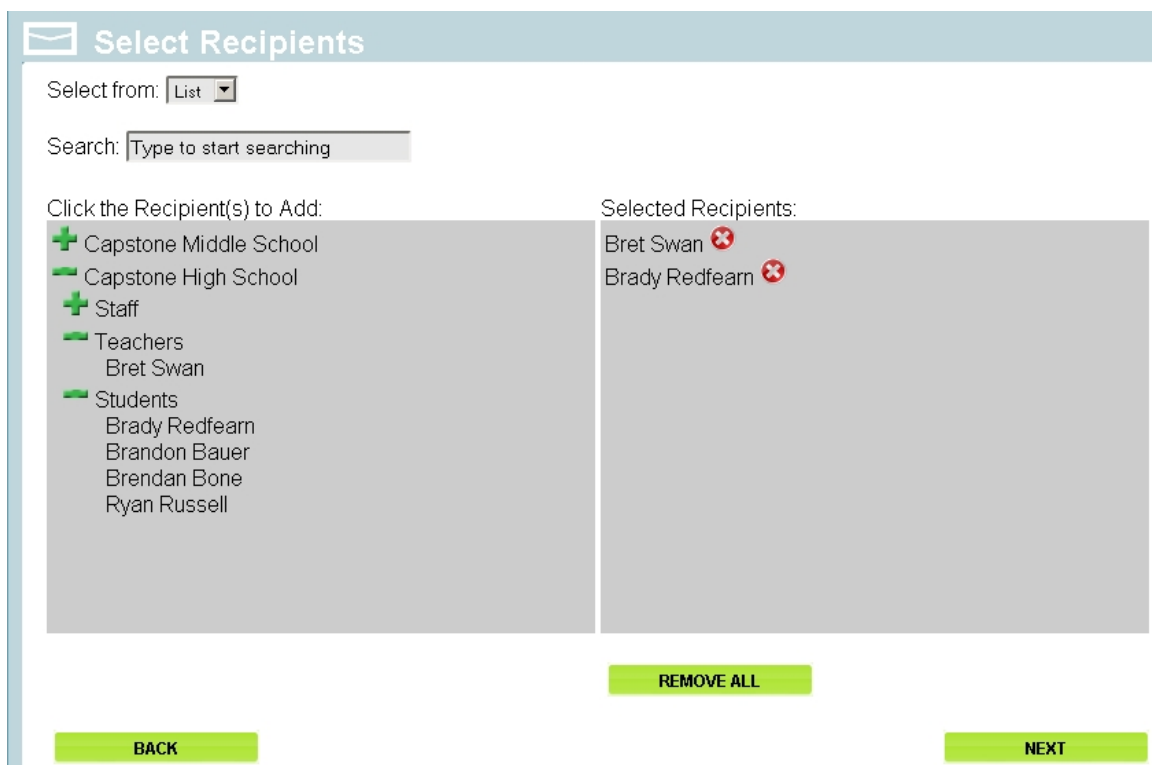 Select Recipients
Select from: List
Search: Type to start searching
Click the Recipient(s) to Add:
Capstone Middle School
Capstone High School
Staff
Teachers
Bret Swan
Students
Brady Redfearn
Brandon Bauer
Brendan Bone
Ryan Russell
Selected Recipients:
Bret Swan
Brady Redfearn
REMOVE ALL
BACK
NEXT